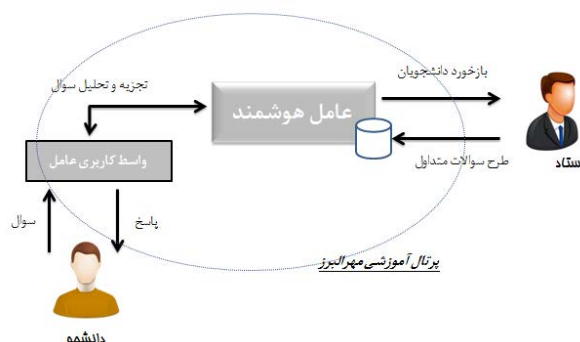 تجزیه و تحلیل سوال
بازخورد دانشجویان
عامل هوشمند
واسط کاربری عامل
طرح سوالات متداول
ستاد
سوال
پاسخ
پرتال آموزشی مهرالبرز
دانشجو